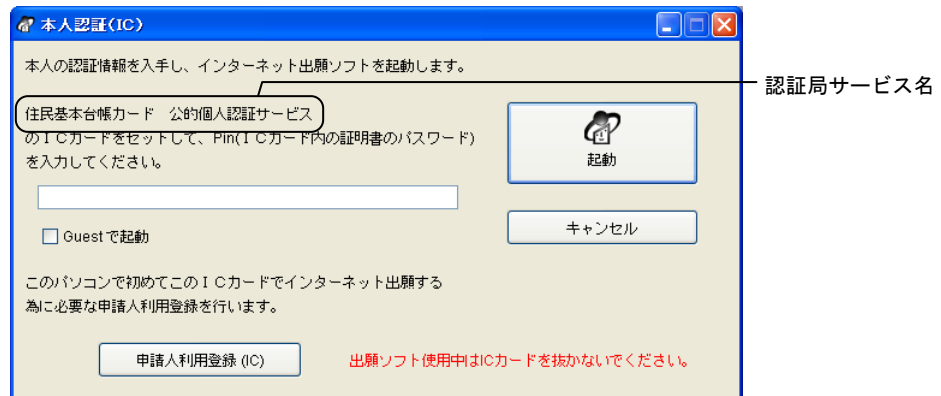 本人認証(IC)
本人の認証情報を入手し、インターネット出願ソフトを起動します。
認証局サービス名
住民基本台帳カード　公的個人認証サービス
のＩＣカードをセットして、Pin(ＩＣカード内の証明書のパスワード)
を入力してください。
起動
キャンセル
Guestで起動
このパソコンで初めてこのＩＣカードでインターネット出願する
為に必要な申請人利用登録を行います。
申請人利用登録(IC)
出願ソフト使用中はICカードを抜かないでください。